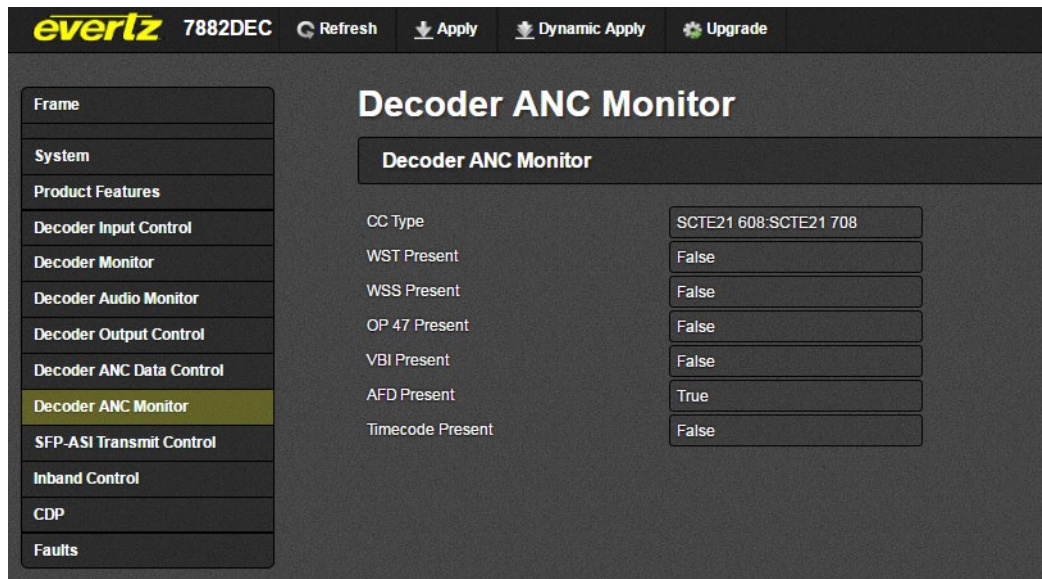 evertz 7882DEC Refresh Apply Dynamic Apply Upgrade
Frame
System
Product Features
Decoder Input Control
Decoder Monitor
Decoder Audio Monitor
Decoder Output Control
Decoder ANC Data Control
Decoder ANC Monitor
SFP-ASI Transmit Control
Inband Control
CDP
Faults
Decoder ANC Monitor
Decoder ANC Monitor
CC Type SCTE21 608:SCTE21 708
WST Present False
WSS Present False
OP 47 Present False
VBI Present False
AFD Present True
Timecode Present False